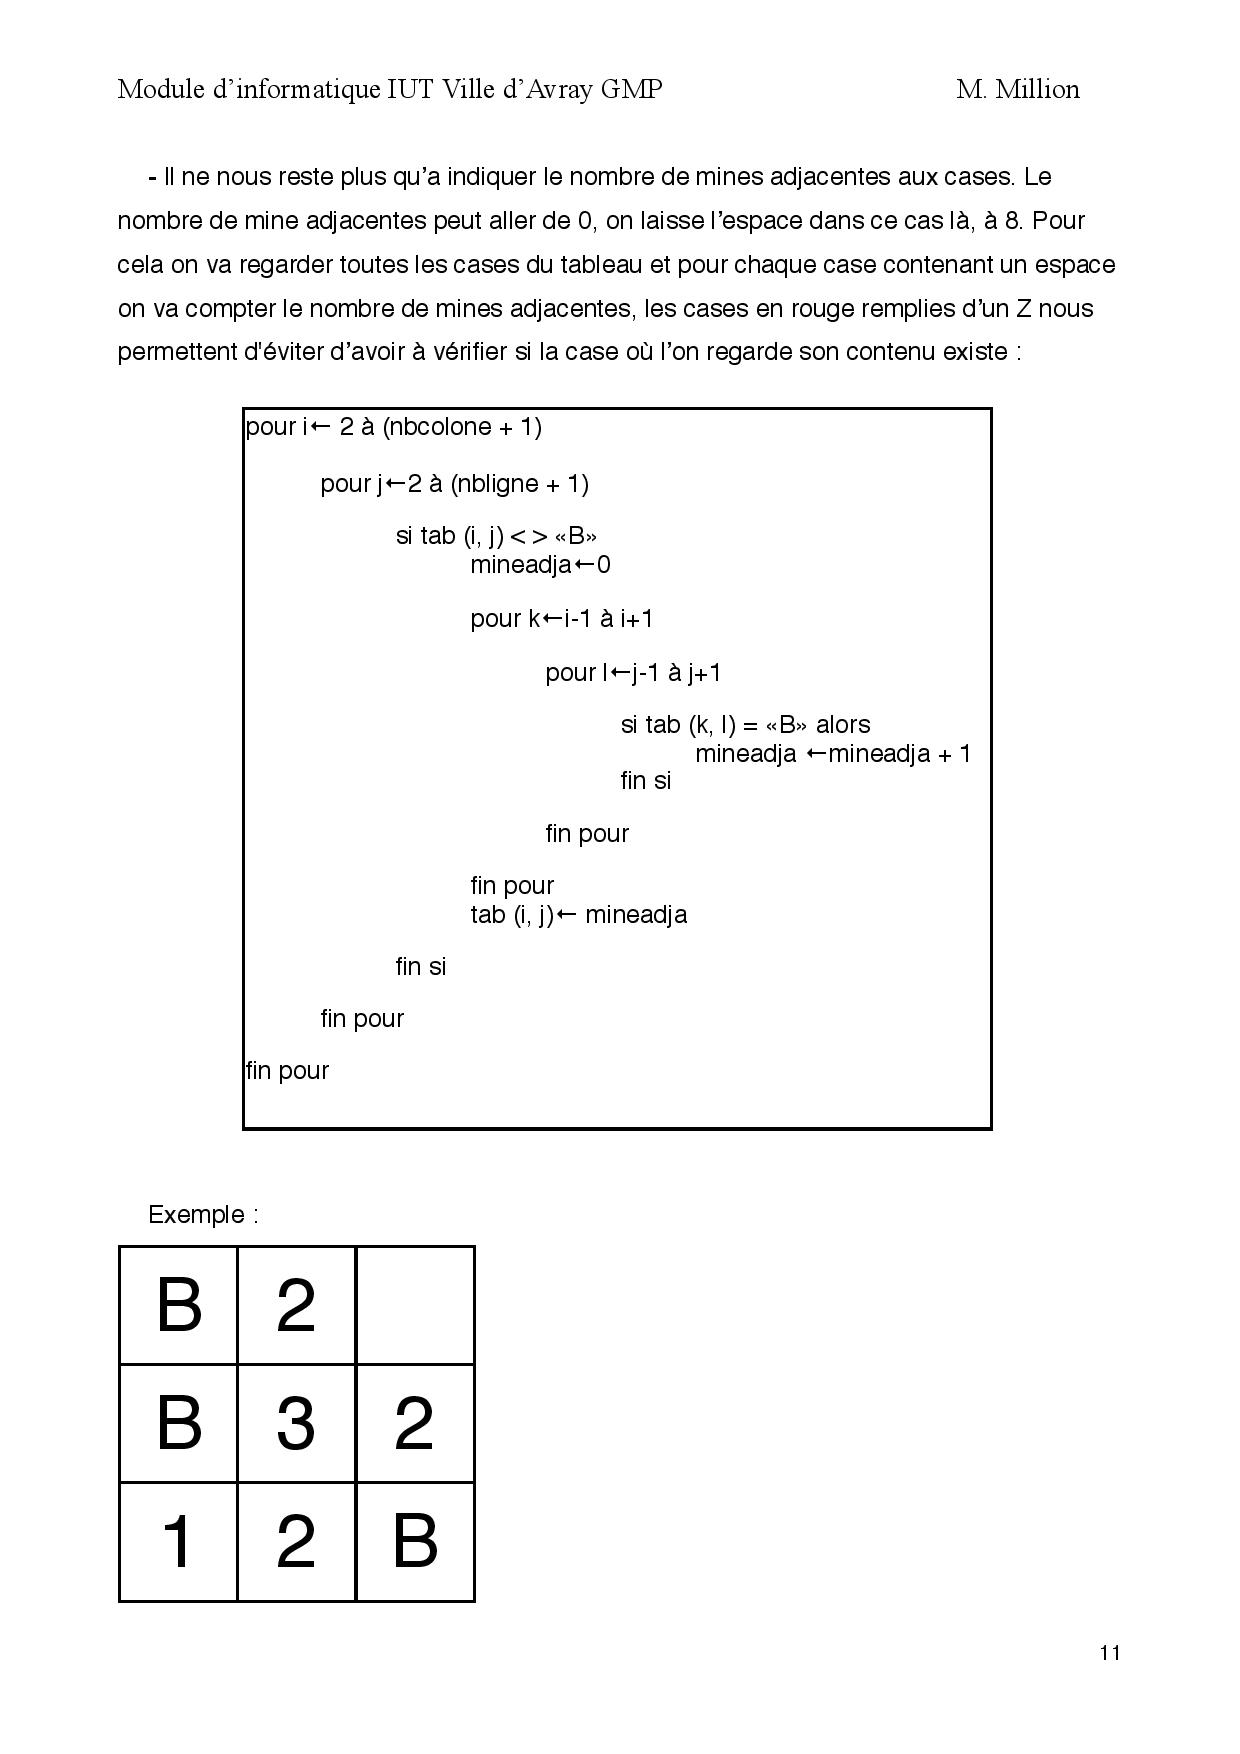 Module d’informatique IUT Ville d’Avray GMP M. Million
- Il ne nous reste plus qu’a indiquer le nombre de mines adjacentes aux cases. Le
nombre de mine adjacentes peut aller de 0, on laisse l’espace dans ce cas là, à 8. Pour
cela on va regarder toutes les cases du tableau et pour chaque case contenant un espace
on va compter le nombre de mines adjacentes, les cases en rouge remplies d’un Z nous
permettent d'éviter d’avoir à vérifier si la case où l’on regarde son contenu existe :
pour i← 2 à (nbcolone + 1)
pour j←2 à (nbligne + 1)
si tab (i, j) < > «B»
mineadja←0
pour k←i-1 à i+1
pour l←j-1 à j+1
si tab (k, l) = «B» alors
mineadja ←mineadja + 1
fin si
fin pour
fin pour
tab (i, j)← mineadja
fin si
fin pour
fin pour
Exemple :
B 2
B 3 2
1 2 B
11